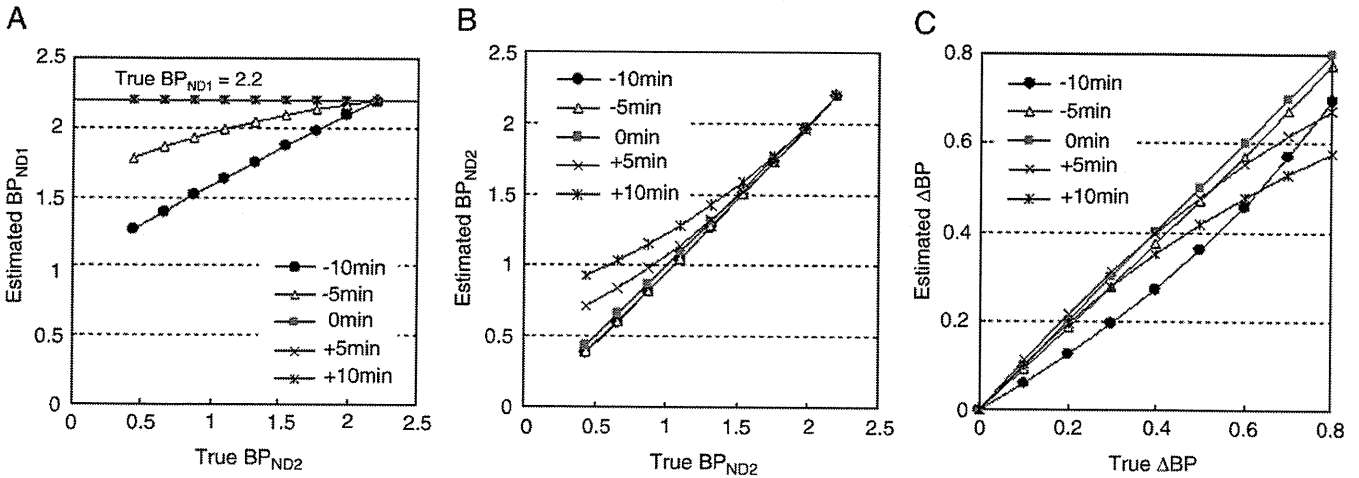 A
Estimated BP_ND1
2.5
2
1.5
1
0.5
0
True BP_ND1 = 2.2
-10min
-5min
0min
+5min
+10min
0 0.5 1 1.5 2 2.5
True BP_ND2
B
Estimated BP_ND2
2.5
2
1.5
1
0.5
0
-10min
-5min
0min
+5min
+10min
0 0.5 1 1.5 2 2.5
True BP_ND2
C
Estimated ΔBP
0.8
0.6
0.4
0.2
0
-10min
-5min
0min
+5min
+10min
0 0.2 0.4 0.6 0.8
True ΔBP